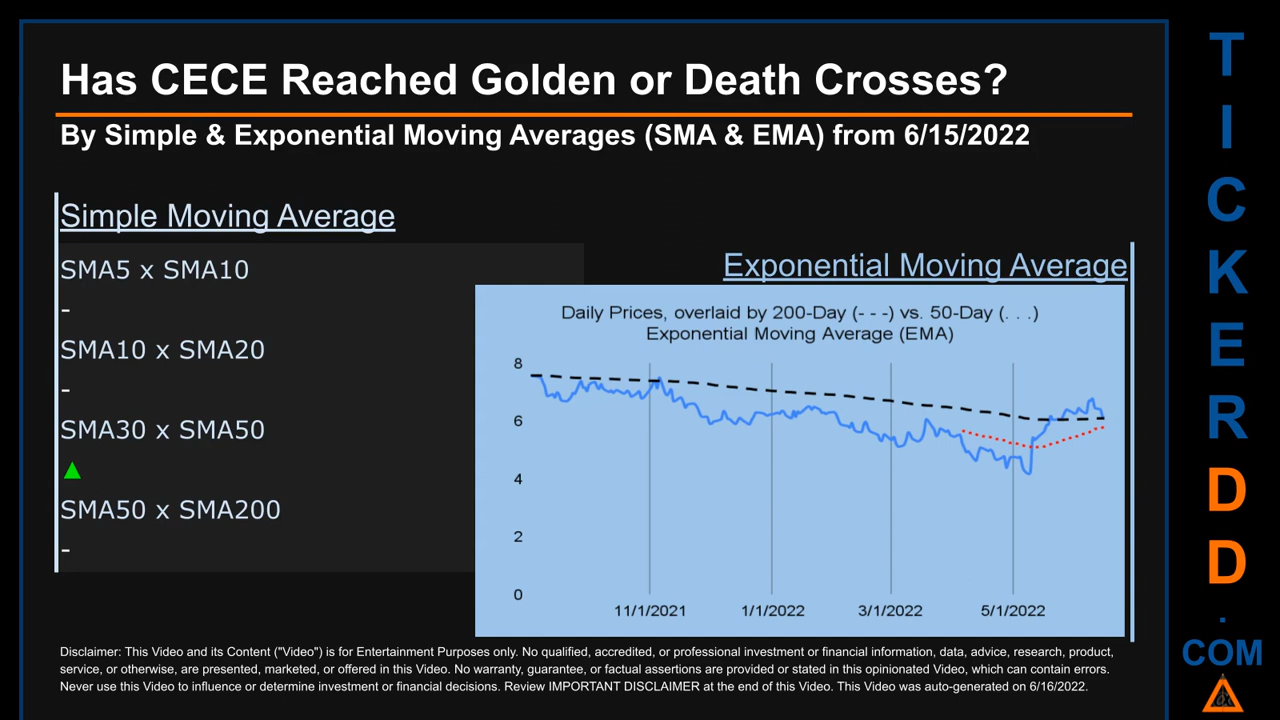 Has CECE Reached Golden or Death Crosses?
By Simple & Exponential Moving Averages (SMA & EMA) from 6/15/2022
Simple Moving Average
SMA5 x SMA10
-
SMA10 x SMA20
-
SMA30 x SMA50
▲
SMA50 x SMA200
-
Exponential Moving Average
Daily Prices, overlaid by 200-Day (- - -) vs. 50-Day (. . .)
Exponential Moving Average (EMA)
8
6
4
2
0
11/1/2021 1/1/2022 3/1/2022 5/1/2022
Disclaimer: This Video and its Content ("Video") is for Entertainment Purposes only. No qualified, accredited, or professional investment or financial information, data, advice, research, product,
service, or otherwise, are presented, marketed, or offered in this Video. No warranty, guarantee, or factual assertions are provided or stated in this opinionated Video, which can contain errors.
Never use this Video to influence or determine investment or financial decisions. Review IMPORTANT DISCLAIMER at the end of this Video. This Video was auto-generated on 6/16/2022.
T
I
C
K
E
R
D
D
.
COM